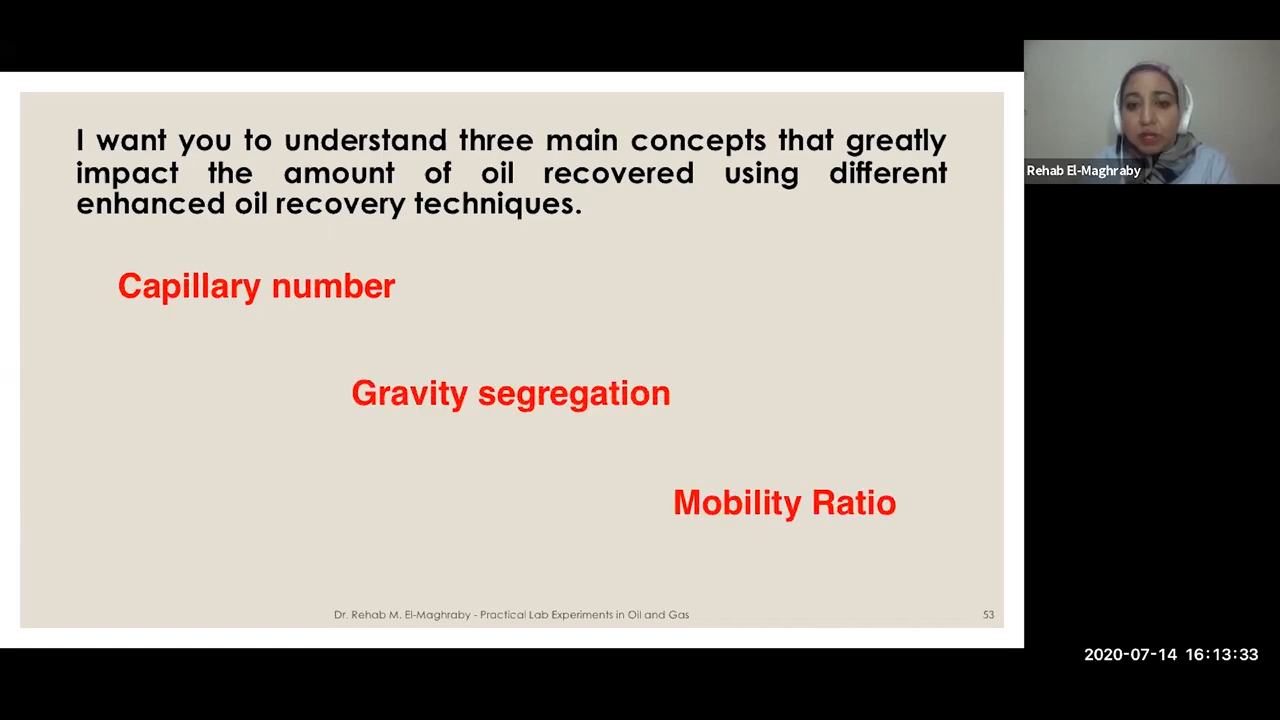 I want you to understand three main concepts that greatly
impact the amount of oil recovered using different
enhanced oil recovery techniques.
Capillary number
Gravity segregation
Mobility Ratio
Dr. Rehab M. El-Maghraby - Practical Lab Experiments in Oil and Gas
53
Rehab El-Maghraby
2020-07-14 16:13:33